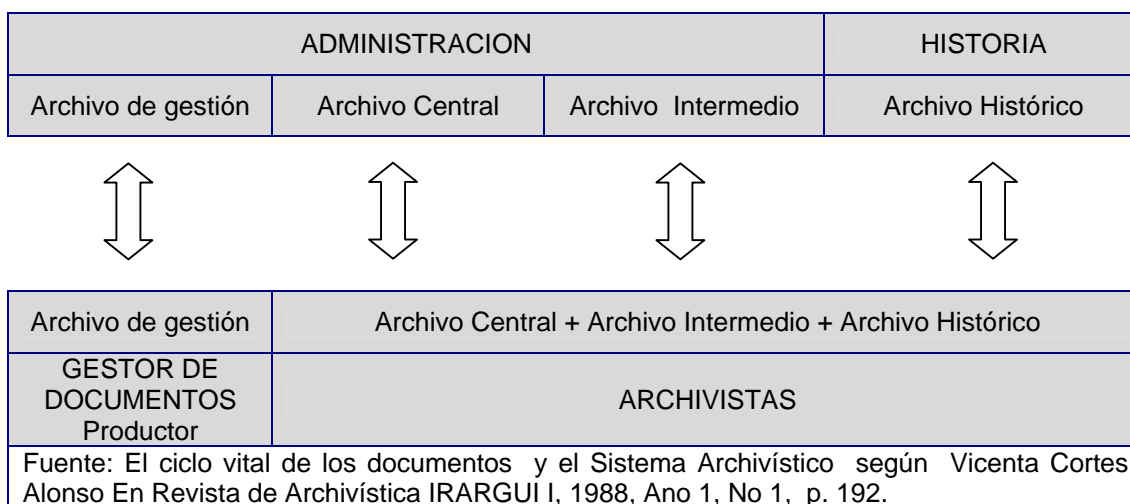 ADMINISTRACION HISTORIA
Archivo de gestión Archivo Central Archivo Intermedio Archivo Histórico
Archivo de gestión Archivo Central + Archivo Intermedio + Archivo Histórico
GESTOR DE
DOCUMENTOS
Productor
ARCHIVISTAS
Fuente: El ciclo vital de los documentos y el Sistema Archivístico según Vicenta Cortes
Alonso En Revista de Archivística IRARGUI I, 1988, Ano 1, No 1, p. 192.